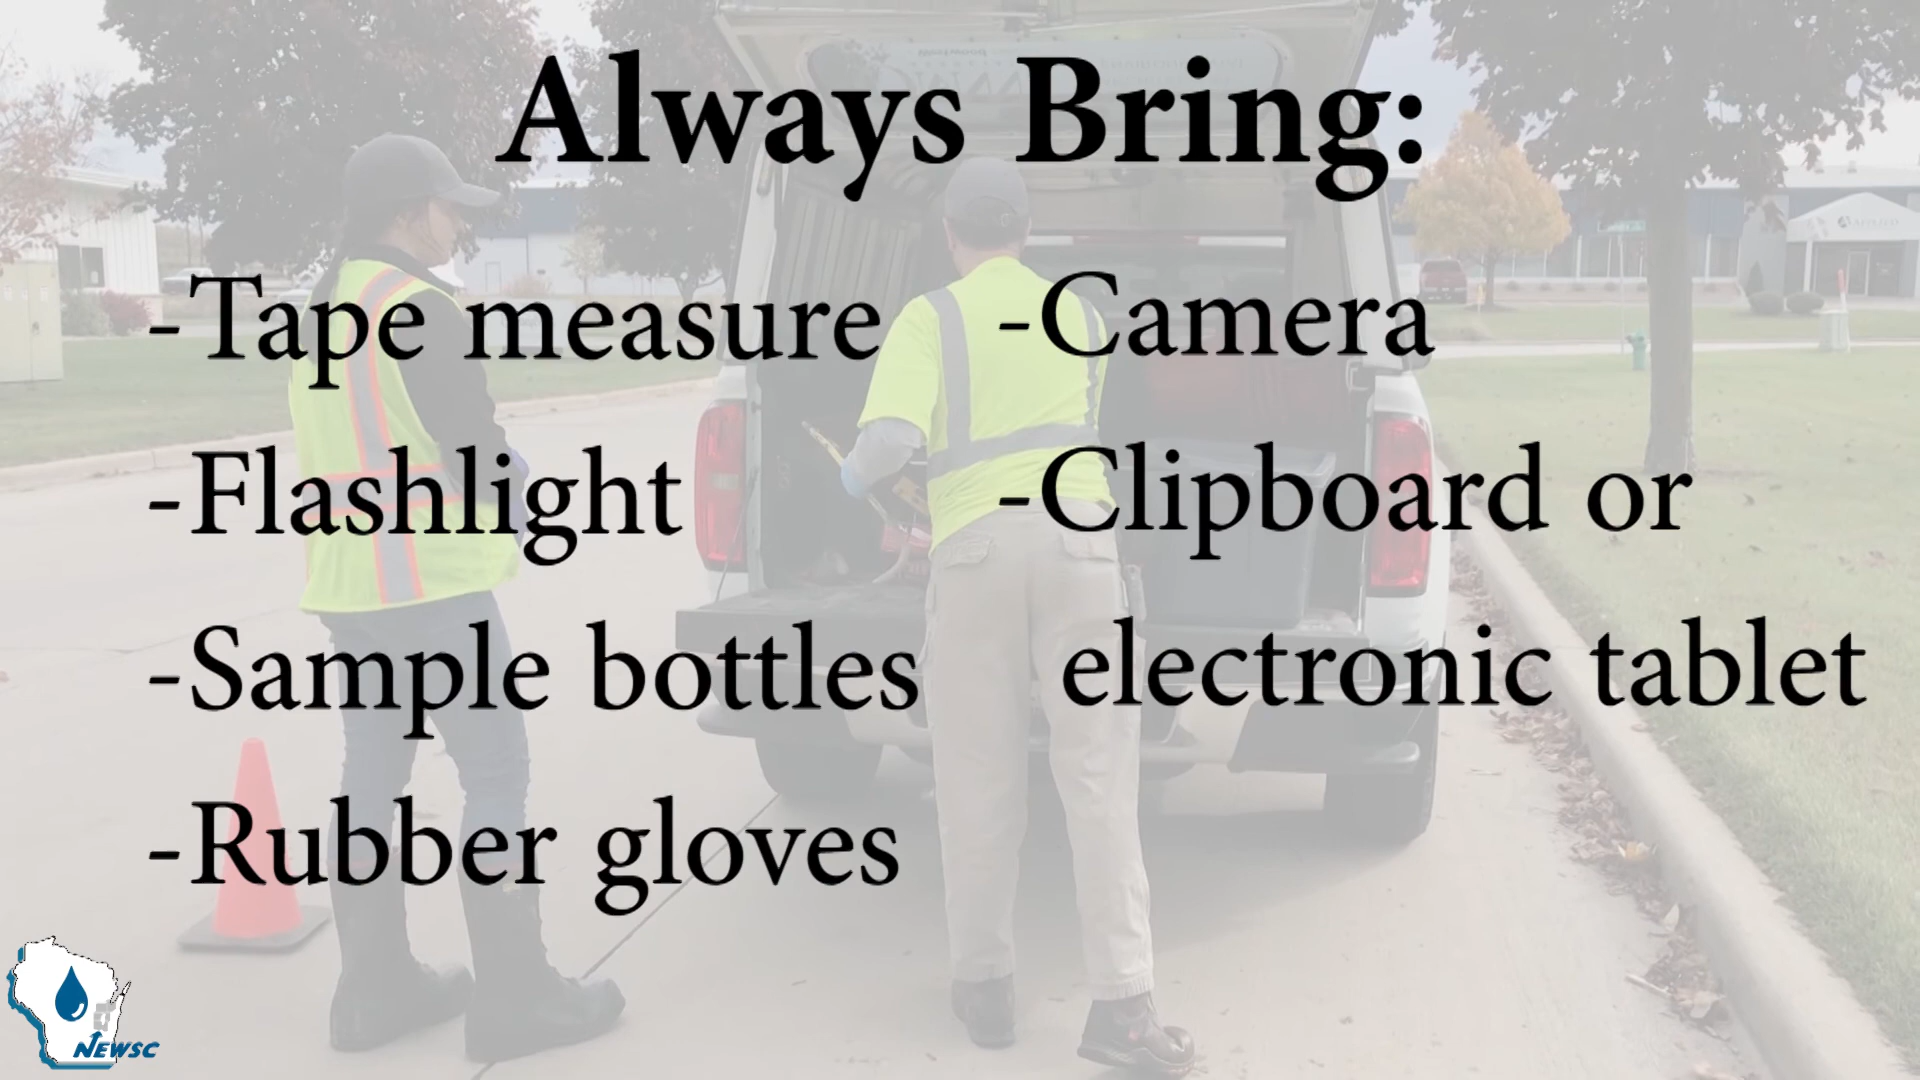 Always Bring:
-Tape measure
-Flashlight
-Sample bottles
-Rubber gloves
-Camera
-Clipboard or
electronic tablet
NEWSC